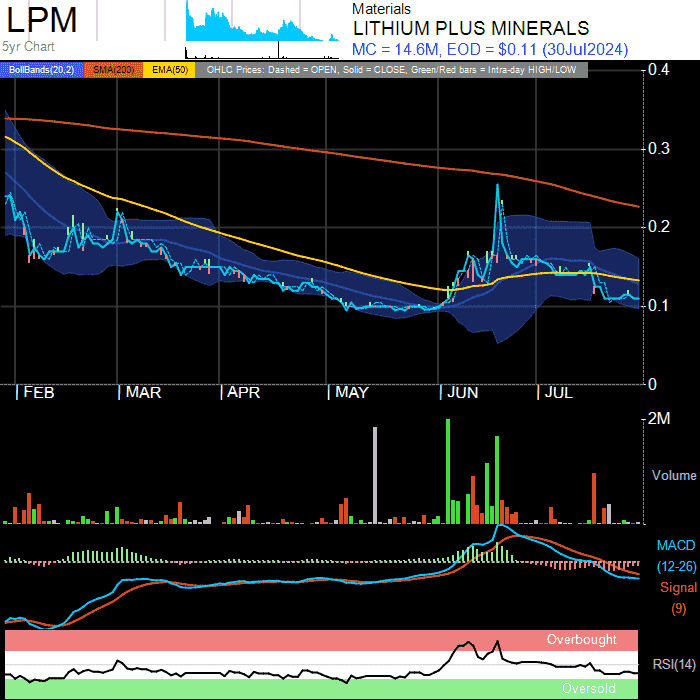 LPM
5yr Chart
Materials
LITHIUM PLUS MINERALS
MC = 14.6M, EOD = $0.11 (30Jul2024)
BollBands(20,2) SMA(200) EMA(50) OHLC Prices: Dashed = OPEN, Solid = CLOSE, Green/Red bars = Intra-day HIGH/LOW
0.4
0.3
0.2
0.1
0
FEB MAR APR MAY JUN JUL
2M
Volume
MACD
(12-26)
Signal
(9)
Overbought
RSI(14)
Oversold